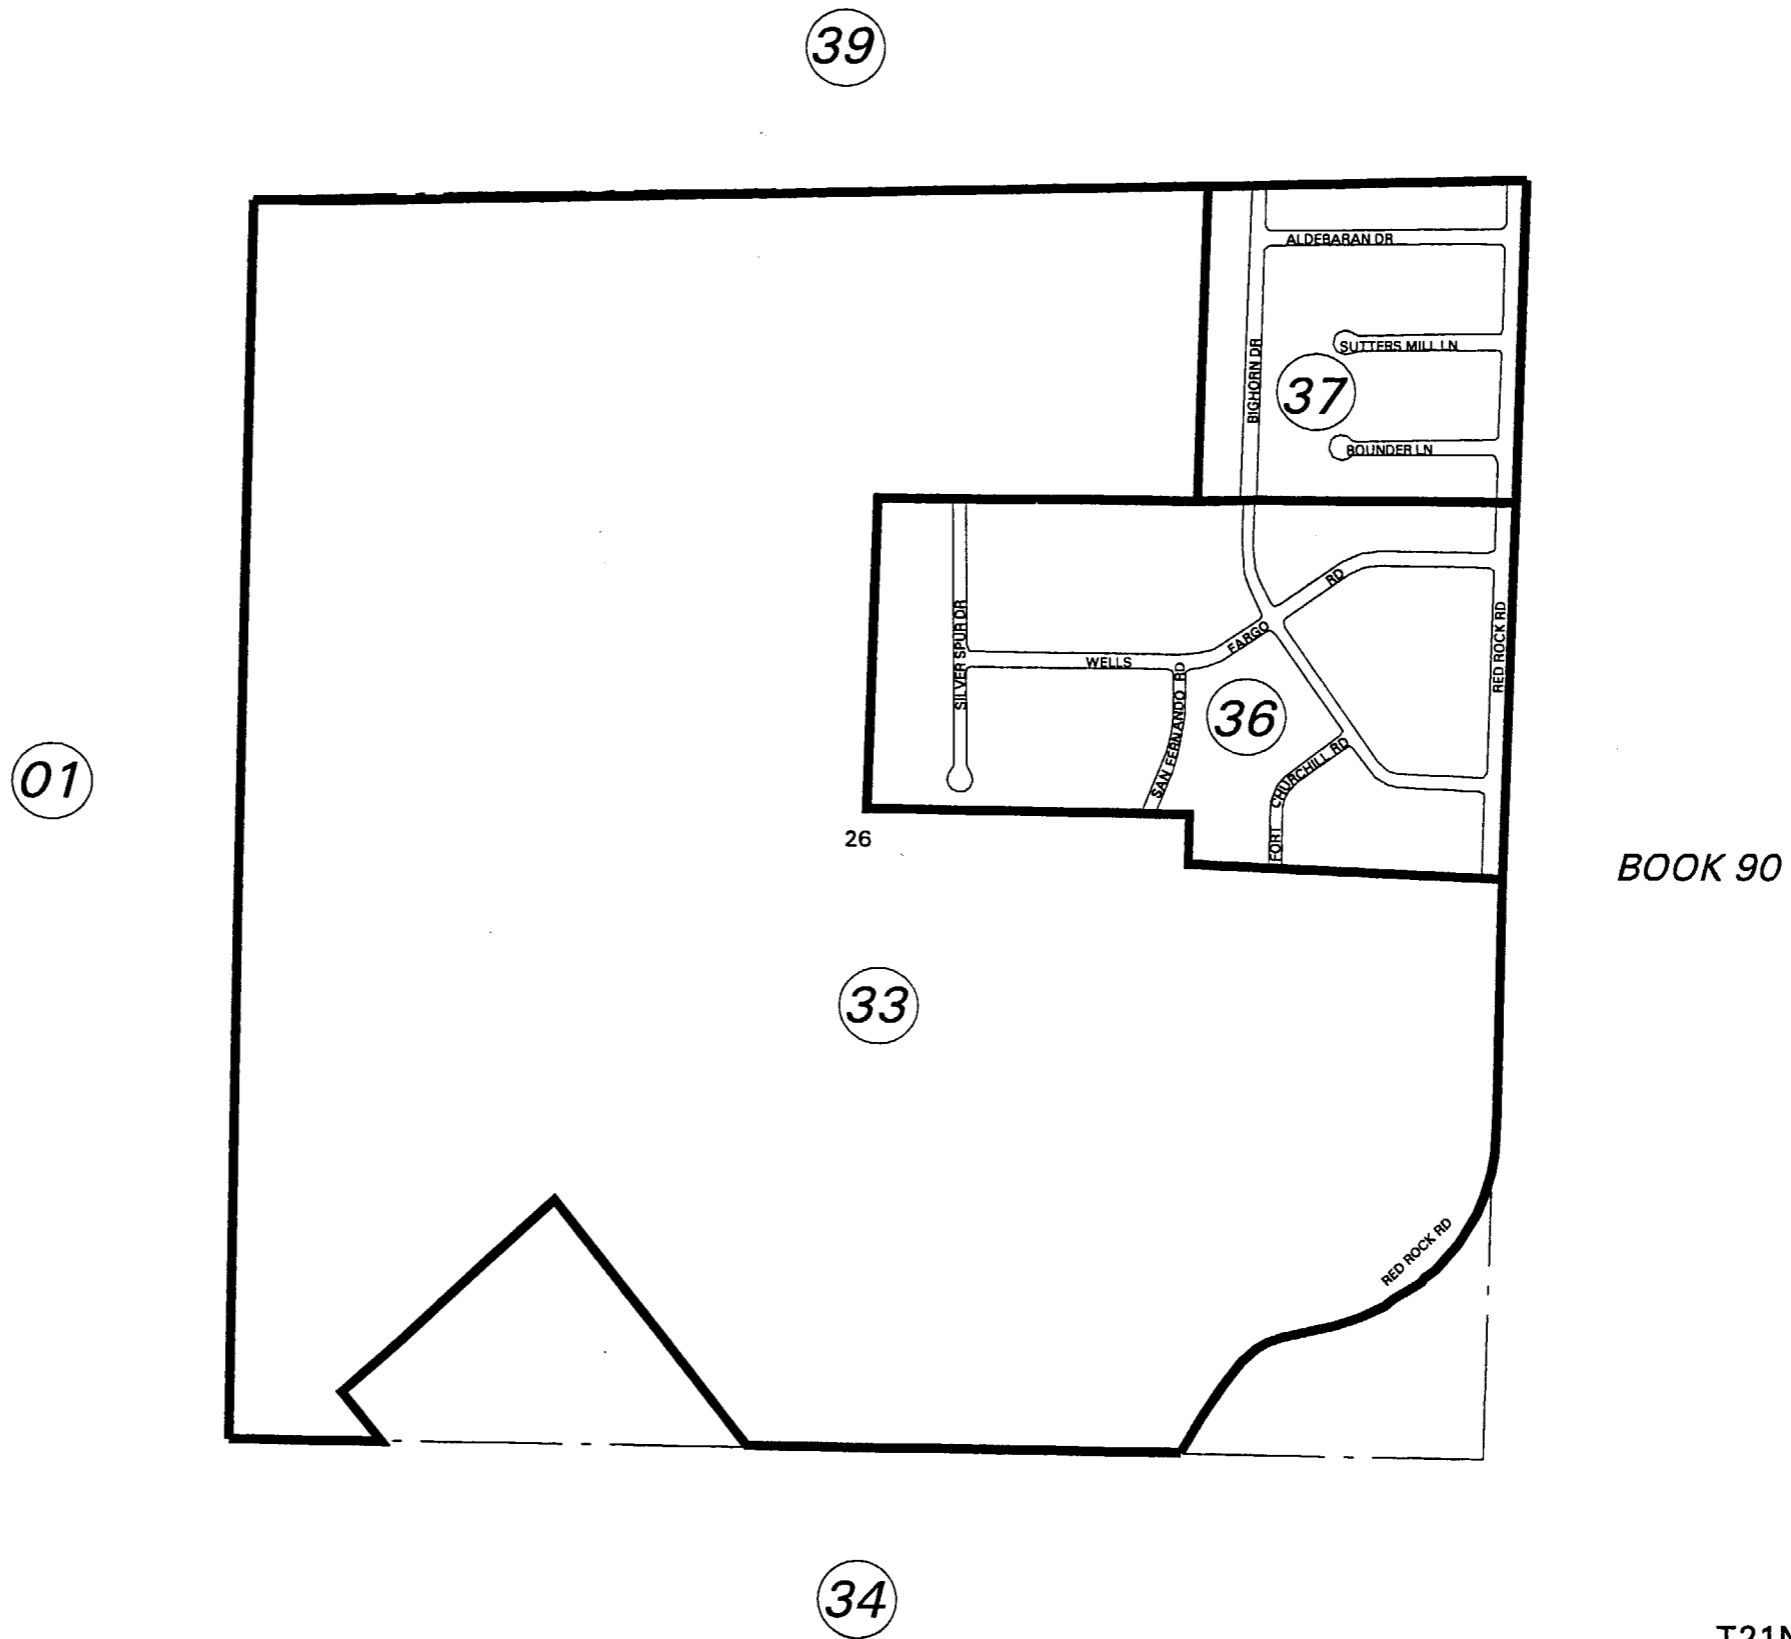 39
ALDEBARAN DR
SUTTERS MILL LN
BIGHORN DR
37
BOUNDER LN
RD
FARGO
WELLS
SILVER SPUR DR
SAN FERNANDO RD
36
RED ROCK RD
FORT CHURCHILL RD
01
26
BOOK 90
33
RED ROCK RD
34
T21N